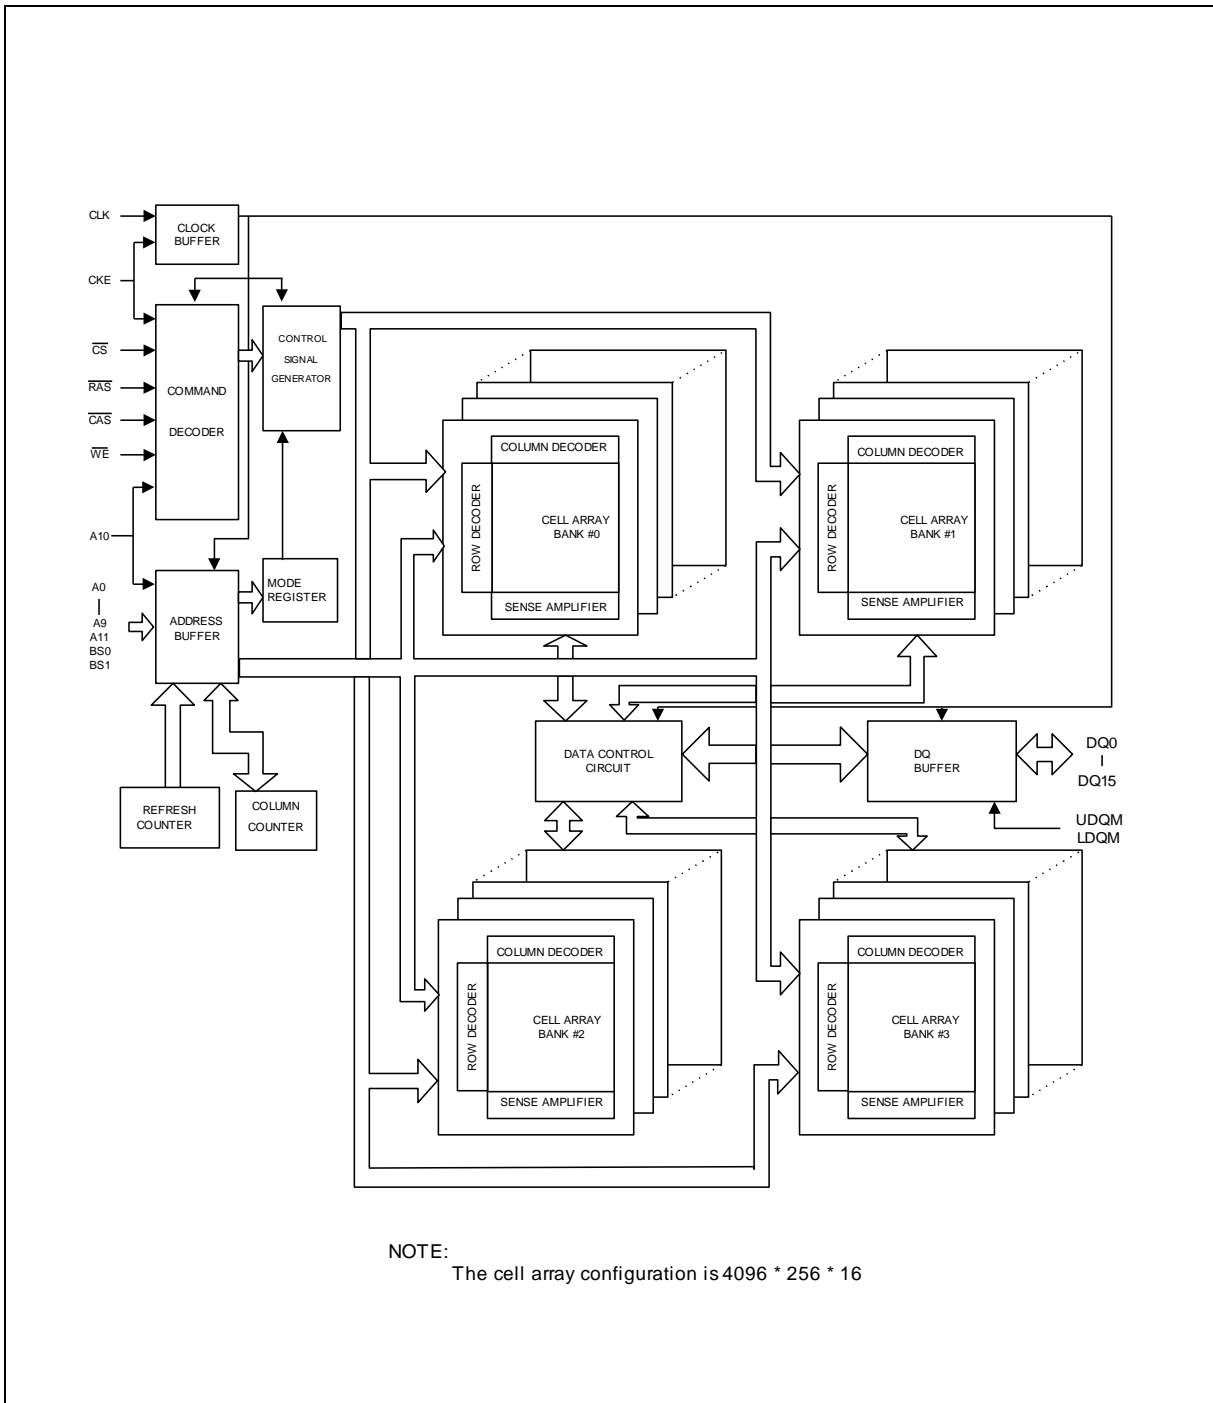 CLK
CLOCK
BUFFER
CKE
CS
RAS
CAS
WE
A10
COMMAND
DECODER
CONTROL
SIGNAL
GENERATOR
A0
A9
A11
BS0
BS1
ADDRESS
BUFFER
MODE
REGISTER
REFRESH
COUNTER
COLUMN
COUNTER
COLUMN DECODER
ROW DECODER
CELL ARRAY
BANK #0
SENSE AMPLIFIER
COLUMN DECODER
ROW DECODER
CELL ARRAY
BANK #1
SENSE AMPLIFIER
DATA CONTROL
CIRCUIT
DQ
BUFFER
DQ0
DQ15
UDQM
LDQM
COLUMN DECODER
ROW DECODER
CELL ARRAY
BANK #2
SENSE AMPLIFIER
COLUMN DECODER
ROW DECODER
CELL ARRAY
BANK #3
SENSE AMPLIFIER
NOTE:
The cell array configuration is 4096 * 256 * 16